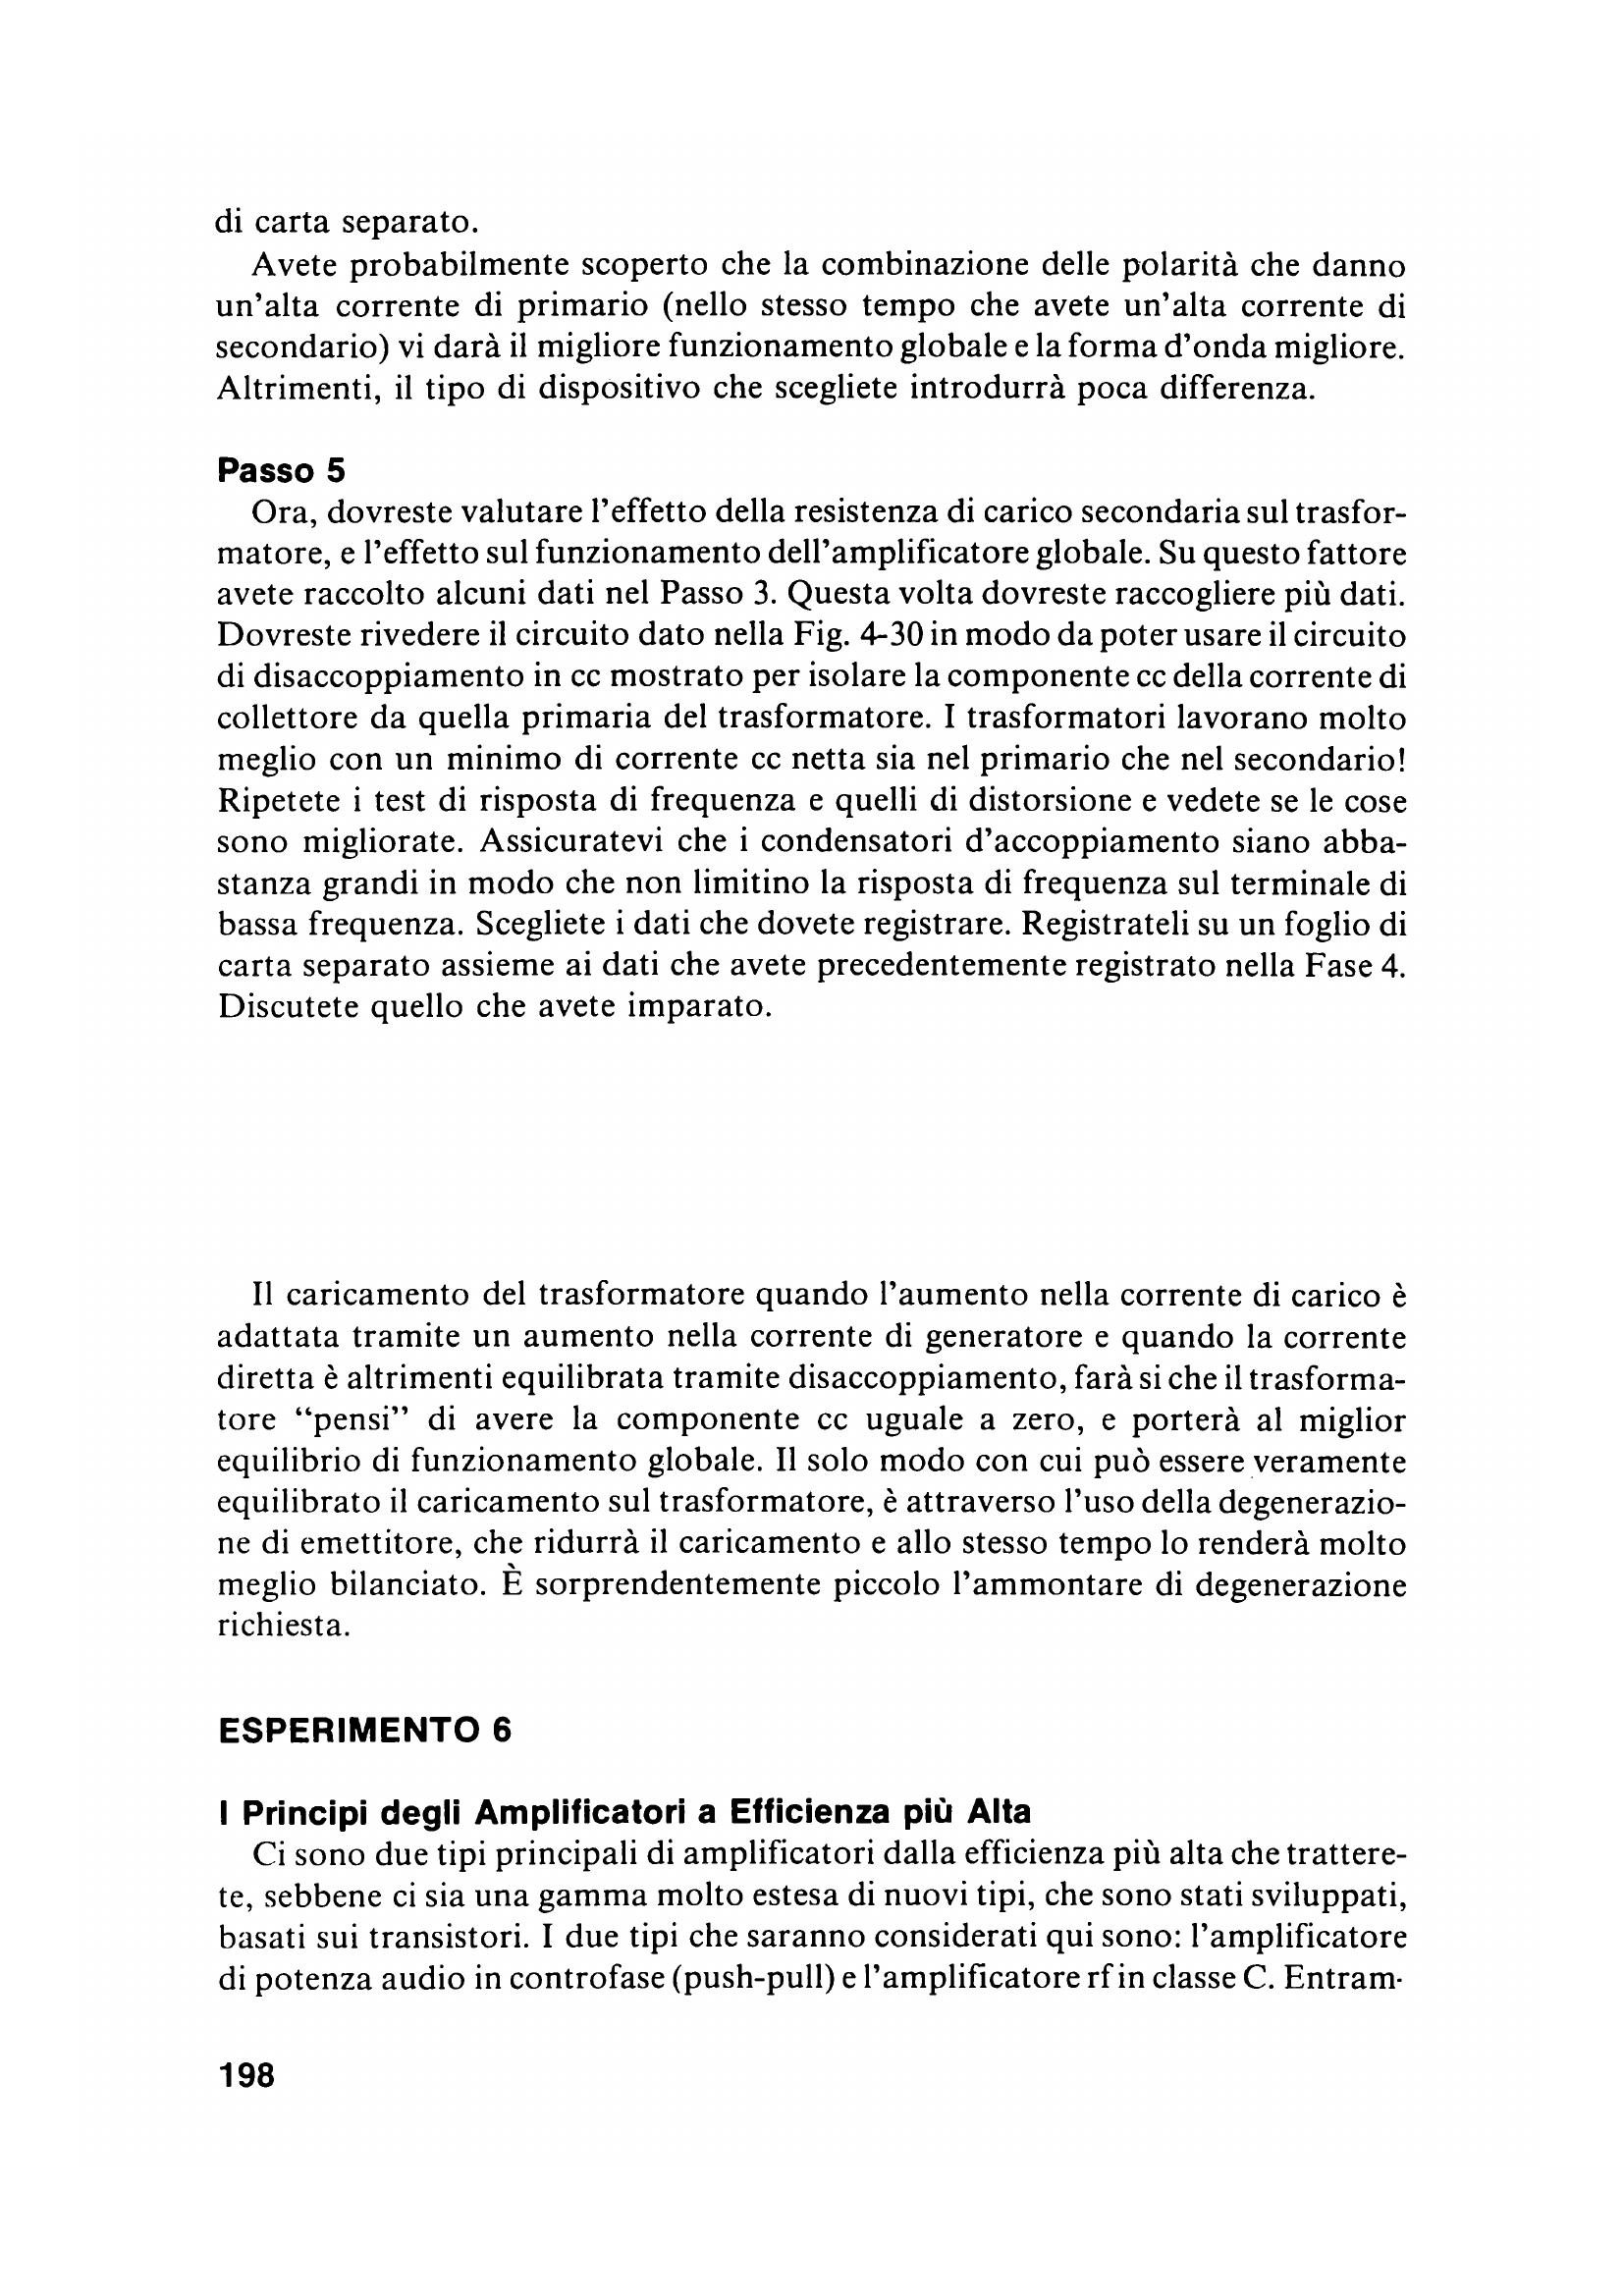 di carta separato.
Avete probabilmente scoperto che la combinazione delle polarità che danno
un'alta corrente di primario (nello stesso tempo che avete un'alta corrente di
secondario) vi darà il migliore funzionamento globale e la forma d'onda migliore.
Altrimenti, il tipo di dispositivo che scegliete introdurrà poca differenza.
Passo 5
Ora, dovreste valutare l'effetto della resistenza di carico secondaria sul trasfor-
matore, e l'effetto sul funzionamento dell'amplificatore globale. Su questo fattore
avete raccolto alcuni dati nel Passo 3. Questa volta dovreste raccogliere più dati.
Dovreste rivedere il circuito dato nella Fig. 4-30 in modo da poter usare il circuito
di disaccoppiamento in cc mostrato per isolare la componente cc della corrente di
collettore da quella primaria del trasformatore. I trasformatori lavorano molto
meglio con un minimo di corrente cc netta sia nel primario che nel secondario!
Ripetete i test di risposta di frequenza e quelli di distorsione e vedete se le cose
sono migliorate. Assicuratevi che i condensatori d'accoppiamento siano abba-
stanza grandi in modo che non limitino la risposta di frequenza sul terminale di
bassa frequenza. Scegliete i dati che dovete registrare. Registrateli su un foglio di
carta separato assieme ai dati che avete precedentemente registrato nella Fase 4.
Discutete quello che avete imparato.
Il caricamento del trasformatore quando l'aumento nella corrente di carico è
adattata tramite un aumento nella corrente di generatore e quando la corrente
diretta è altrimenti equilibrata tramite disaccoppiamento, farà si che il trasforma-
tore “pensi” di avere la componente cc uguale a zero, e porterà al miglior
equilibrio di funzionamento globale. Il solo modo con cui può essere veramente
equilibrato il caricamento sul trasformatore, è attraverso l'uso della degenerazio-
ne di emettitore, che ridurrà il caricamento e allo stesso tempo lo renderà molto
meglio bilanciato. È sorprendentemente piccolo l'ammontare di degenerazione
richiesta.
ESPERIMENTO 6
I Principi degli Amplificatori a Efficienza più Alta
Ci sono due tipi principali di amplificatori dalla efficienza più alta che trattere-
te, sebbene ci sia una gamma molto estesa di nuovi tipi, che sono stati sviluppati,
basati sui transistori. I due tipi che saranno considerati qui sono: l'amplificatore
di potenza audio in controfase (push-pull) e l'amplificatore rf in classe C. Entram-
198